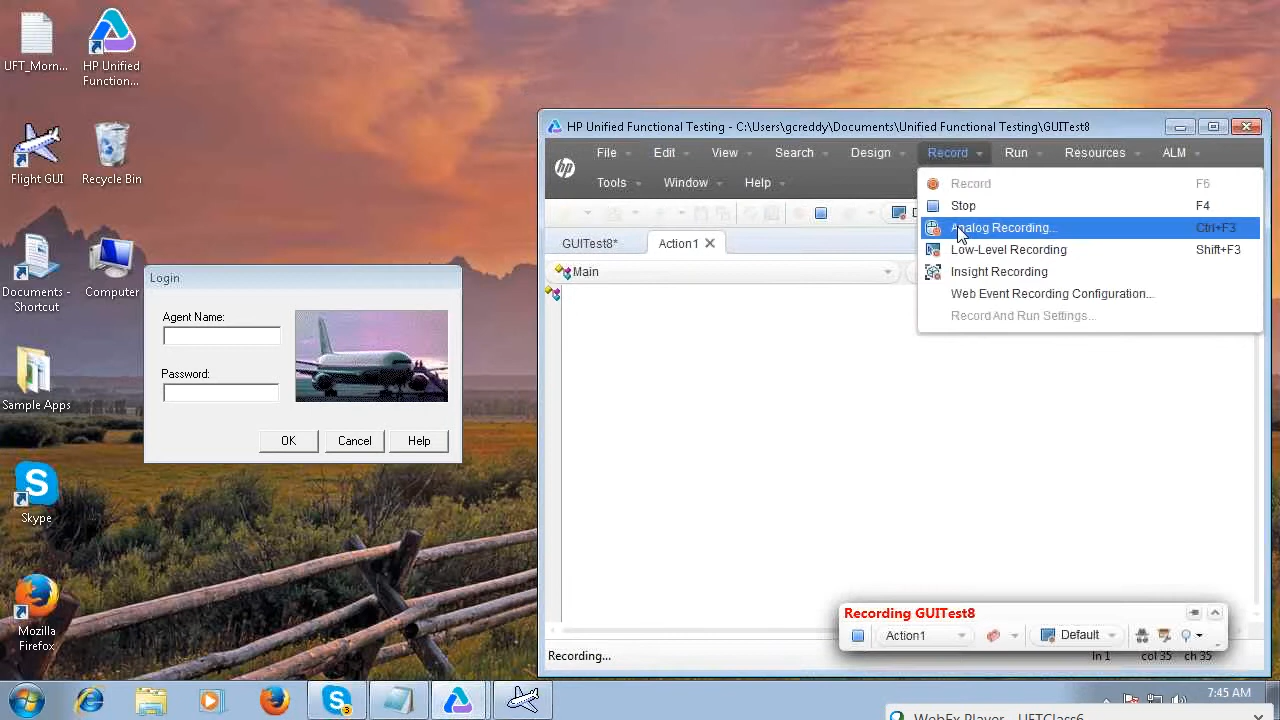 UFT_Morn...
HP Unified
Function...
Flight GUI
Recycle Bin
Documents -
Shortcut
Computer
Sample Apps
Skype
Mozilla
Firefox
Login
Agent Name:
Password:
OK
Cancel
Help
HP Unified Functional Testing - C:\Users\gcreddy\Documents\Unified Functional Testing\GUITest8
hp
File
Edit
View
Search
Design
Record
Run
Resources
ALM
Tools
Window
Help
Record F6
Stop F4
Analog Recording... Ctrl+F3
Low-Level Recording Shift+F3
Insight Recording
Web Event Recording Configuration...
Record And Run Settings...
GUITest8*
Action1
Main
Recording GUITest8
Action1
Default
Recording...
ln 1
col 35
ch 35
3
7:45 AM
WebEx Player - UFTClass6